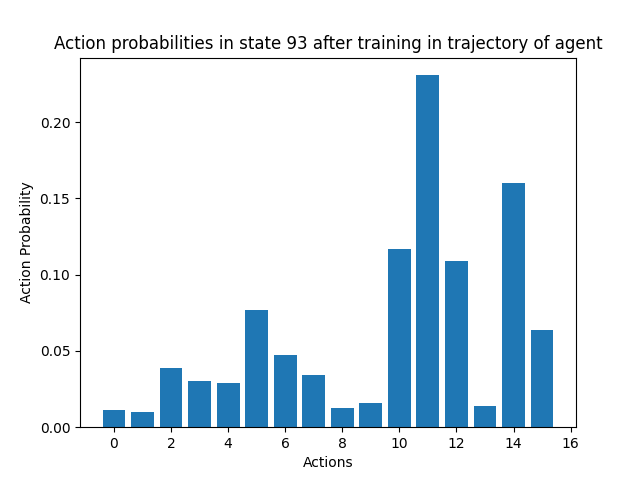 Action probabilities in state 93 after training in trajectory of agent
0.20
0.15
0.10
0.05
0.00
Action Probability
0 2 4 6 8 10 12 14 16
Actions